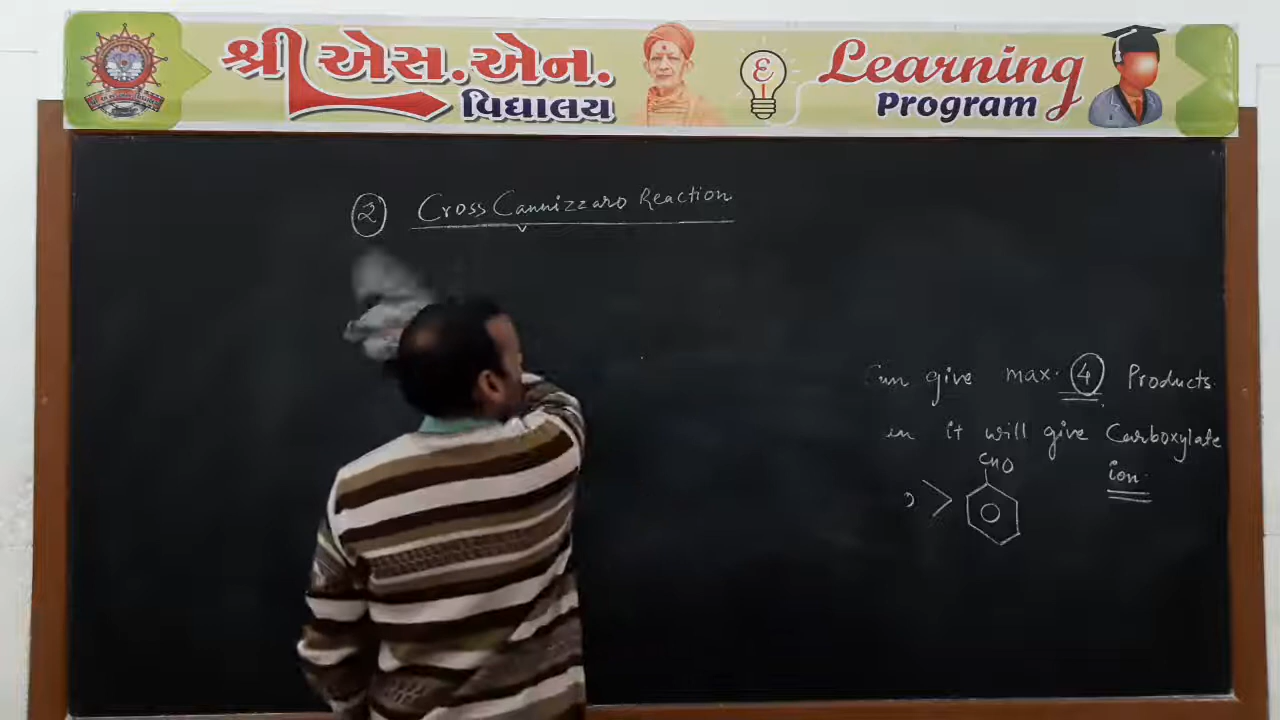 શ્રી એસ.એન.
વિદ્યાલય
ε
Learning
Program
② Cross Cannizzaro Reaction
give max. ④ Products.
in it will give Carboxylate
ion.
CHO
>